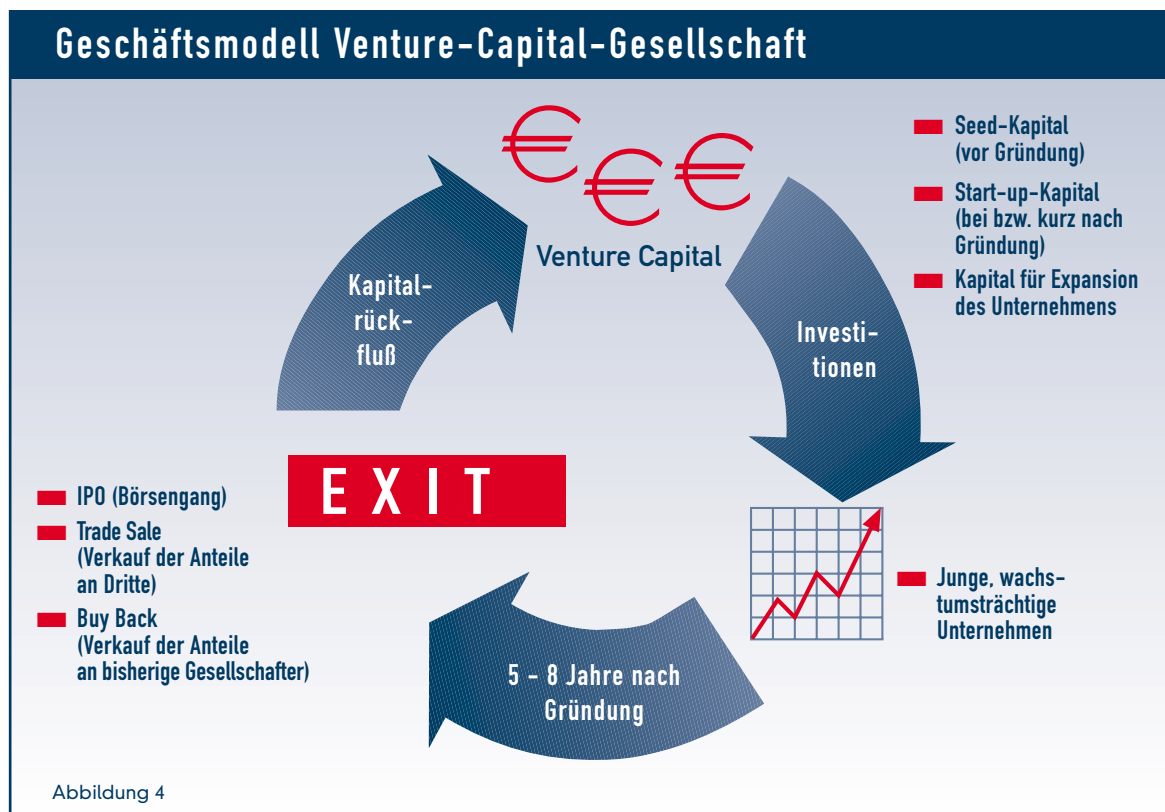 Geschäftsmodell Venture-Capital-Gesellschaft
€ € €
Venture Capital
Seed-Kapital
(vor Gründung)
Start-up-Kapital
(bei bzw. kurz nach
Gründung)
Kapital für Expansion
des Unternehmens
Investi-
tionen
Junge, wachs-
tumsträchtige
Unternehmen
5 - 8 Jahre nach
Gründung
EXIT
IPO (Börsengang)
Trade Sale
(Verkauf der Anteile
an Dritte)
Buy Back
(Verkauf der Anteile
an bisherige Gesellschafter)
Kapital-
rück-
fluß
Abbildung 4